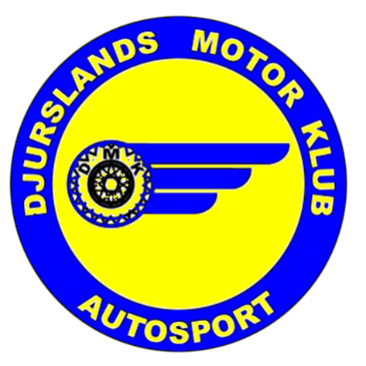 DJURSLANDS MOTOR KLUB
DMK
AUTOSPORT